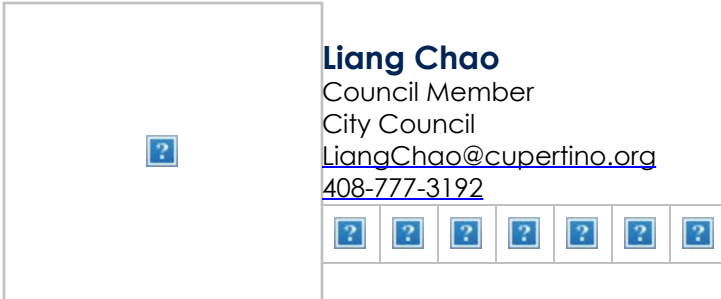 Liang Chao
Council Member
City Council
LiangChao@cupertino.org
408-777-3192